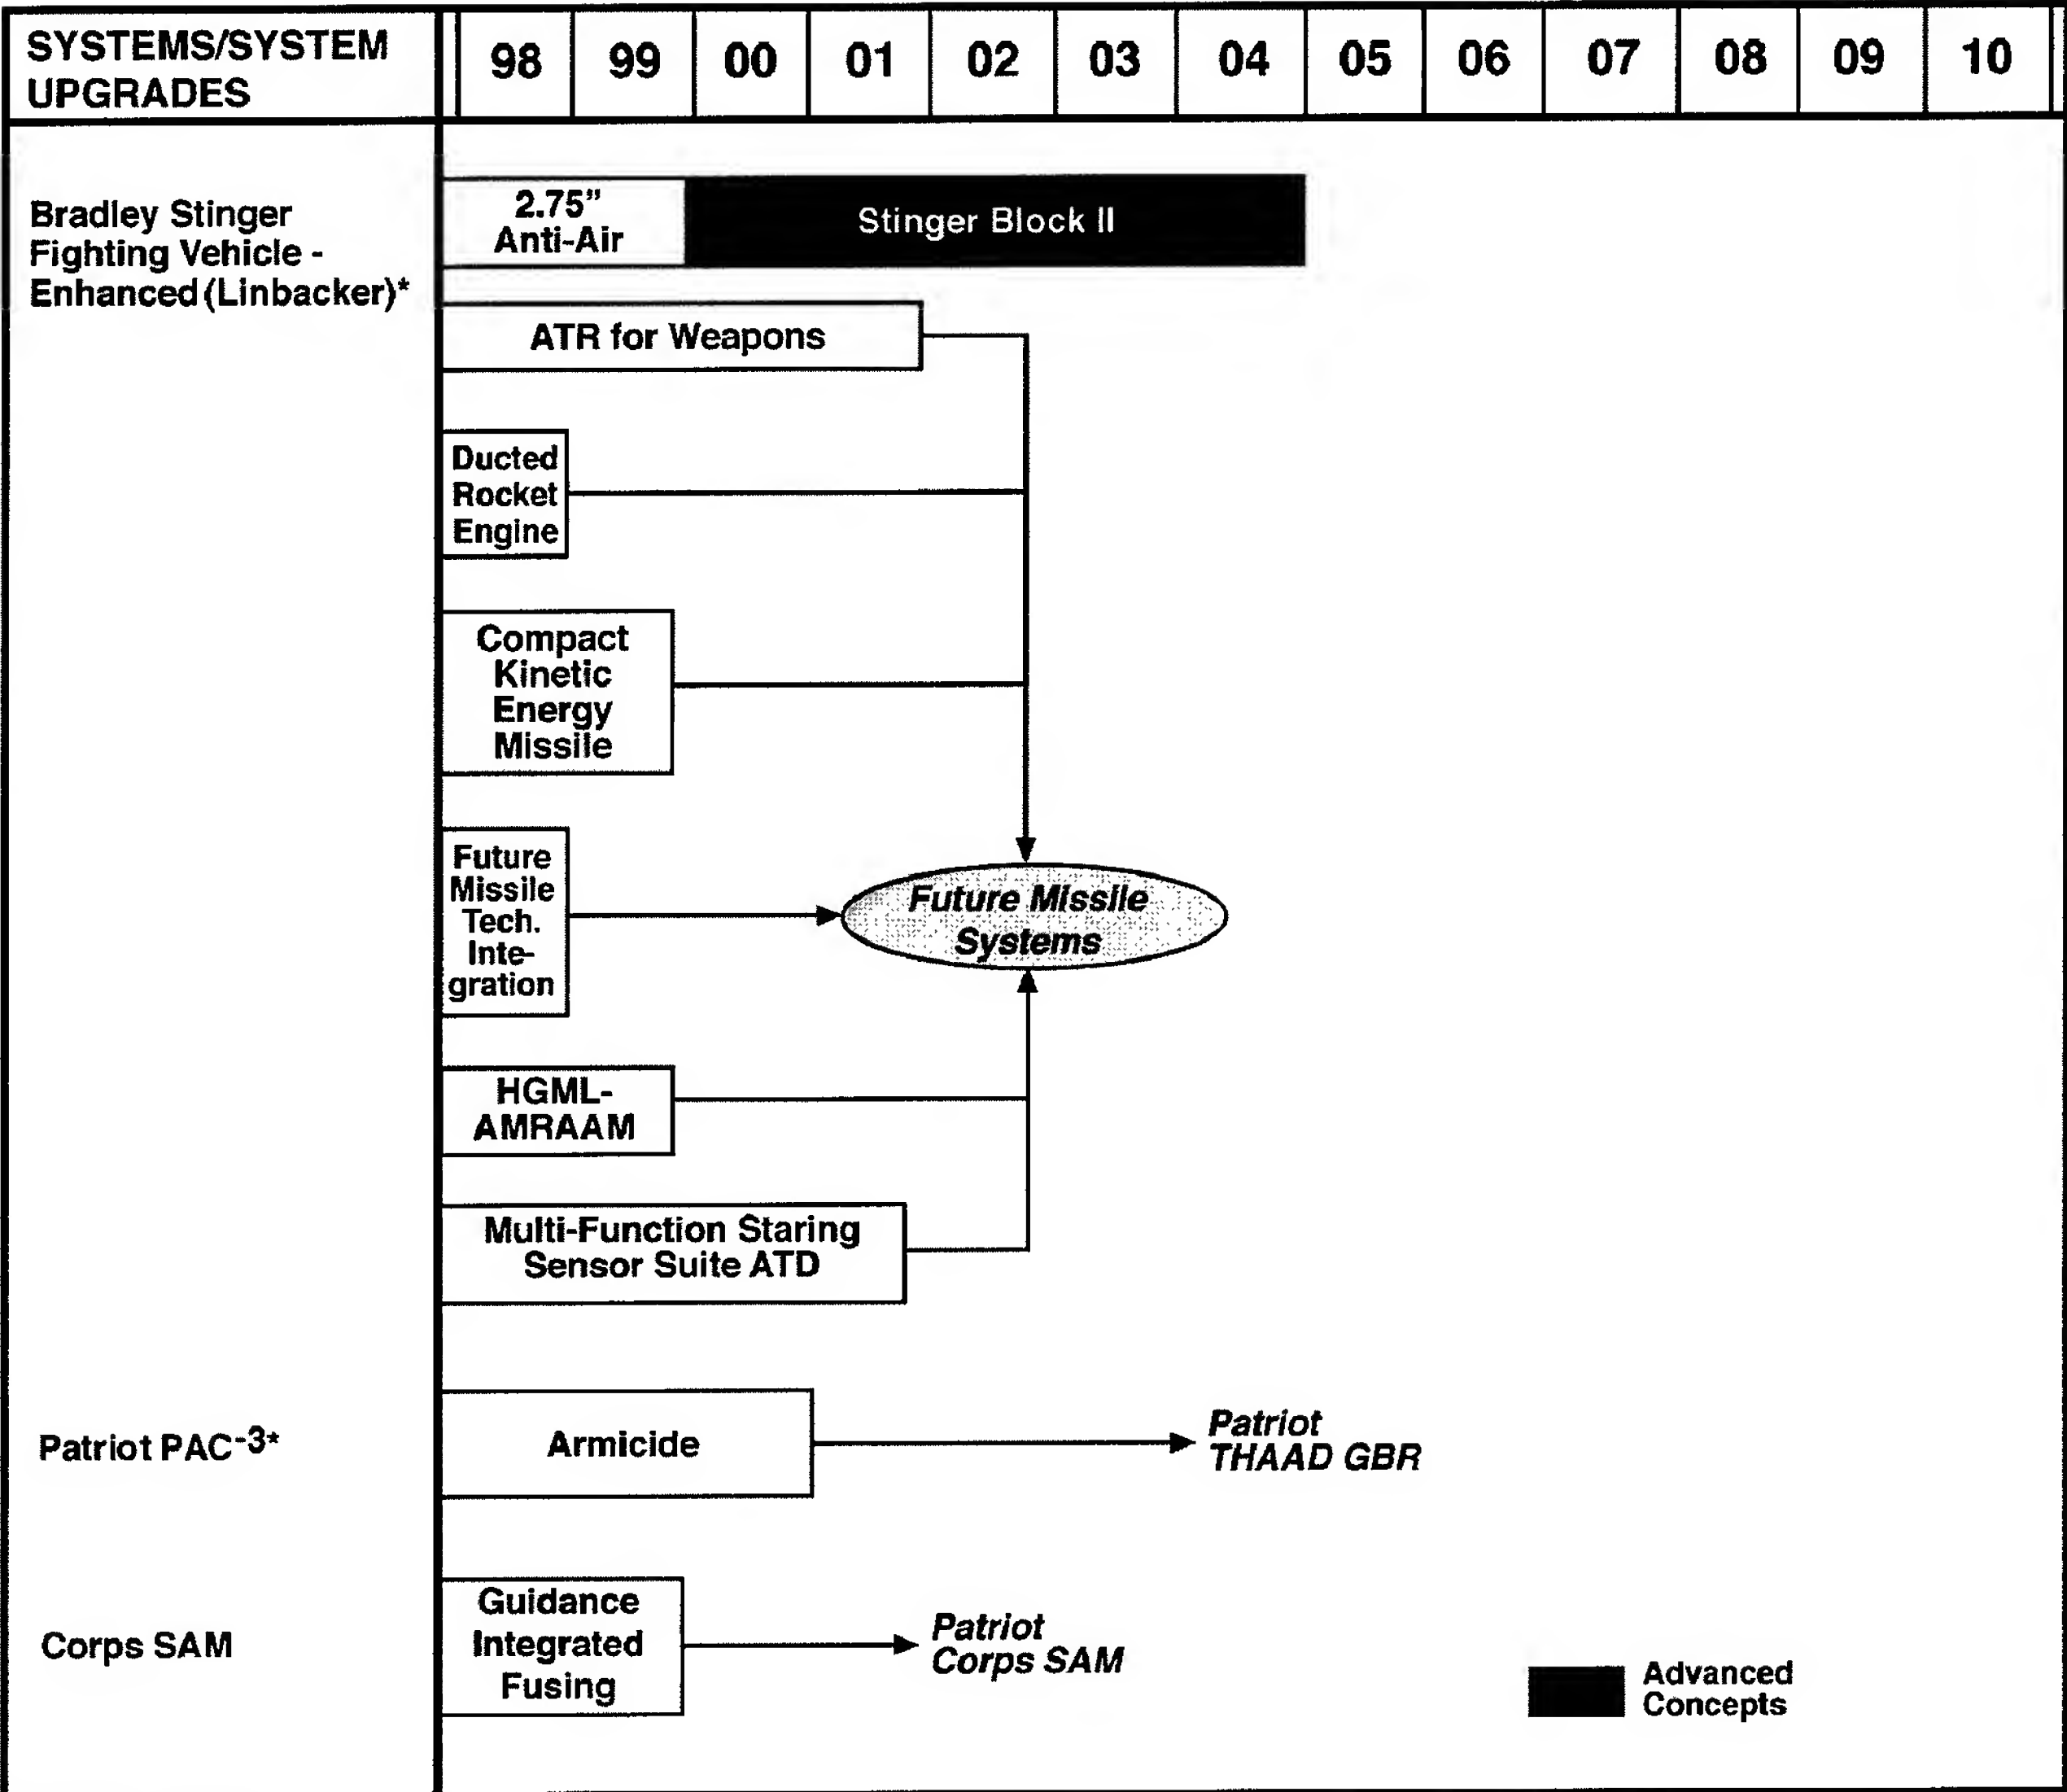 SYSTEMS/SYSTEM
UPGRADES
98 99 00 01 02 03 04 05 06 07 08 09 10
Bradley Stinger
Fighting Vehicle -
Enhanced (Linbacker)*
2.75”
Anti-Air
Stinger Block II
ATR for Weapons
Ducted
Rocket
Engine
Compact
Kinetic
Energy
Missile
Future
Missile
Tech.
Inte-
gration
Future Missile
Systems
HGML-
AMRAAM
Multi-Function Staring
Sensor Suite ATD
Patriot PAC-3*
Armicide
Patriot
THAAD GBR
Corps SAM
Guidance
Integrated
Fusing
Patriot
Corps SAM
Advanced
Concepts